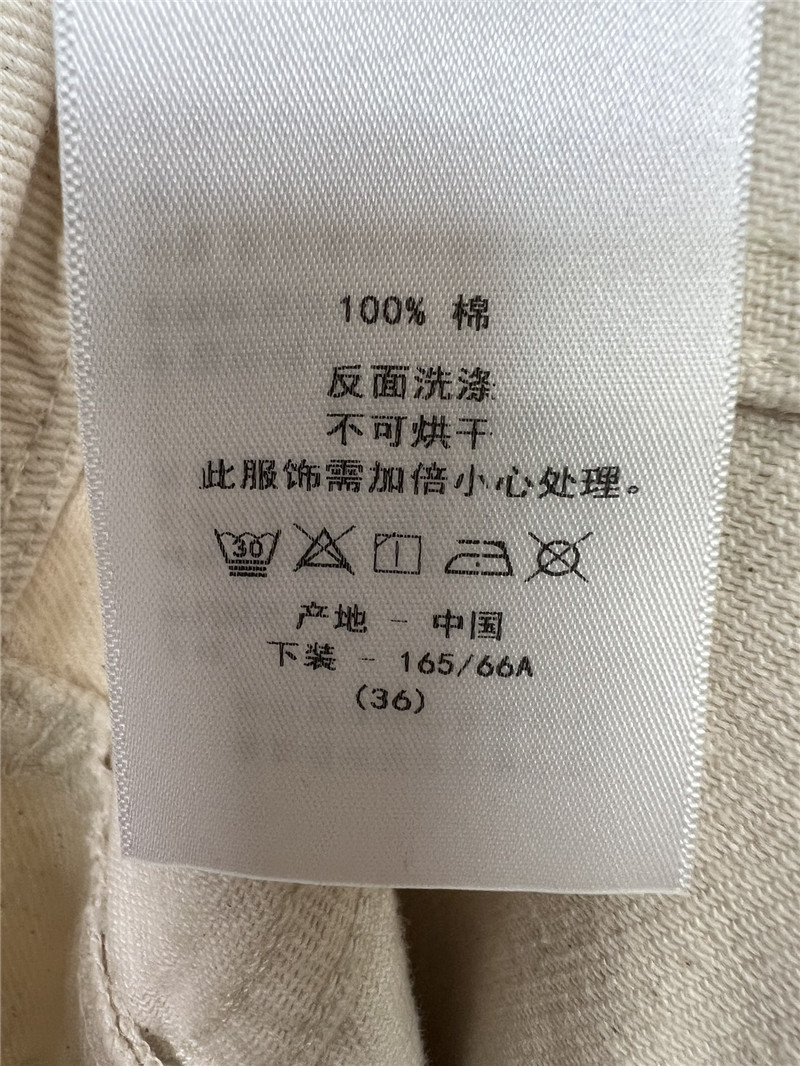 100% 棉
反面洗涤
不可烘干
此服饰需加倍小心处理。
30
产地 - 中国
下装 - 165/66A
(36)